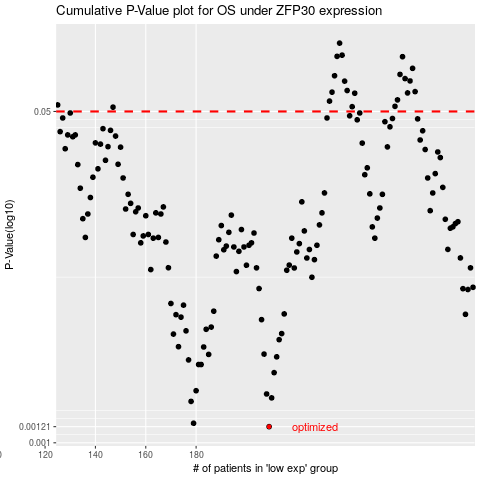 Cumulative P-Value plot for OS under ZFP30 expression
0.05
P-Value(log10)
0.00121
optimized
0.001
0
120
140
160
180
# of patients in 'low exp' group